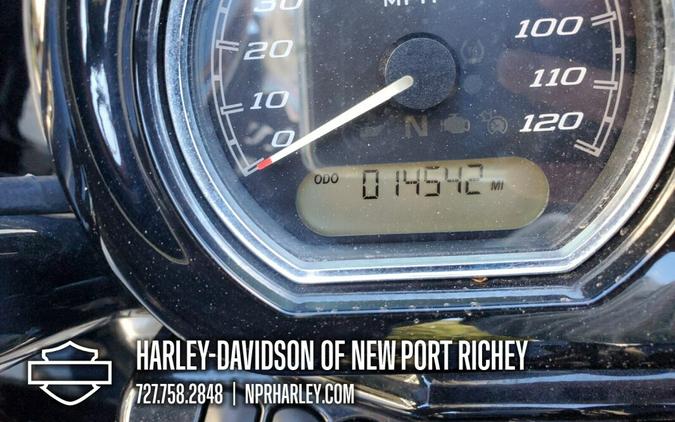 30
MPH
20
10
0
100
110
120
N
ODO 014542 MI
HARLEY-DAVIDSON OF NEW PORT RICHEY
727.758.2848 | NPRHARLEY.COM